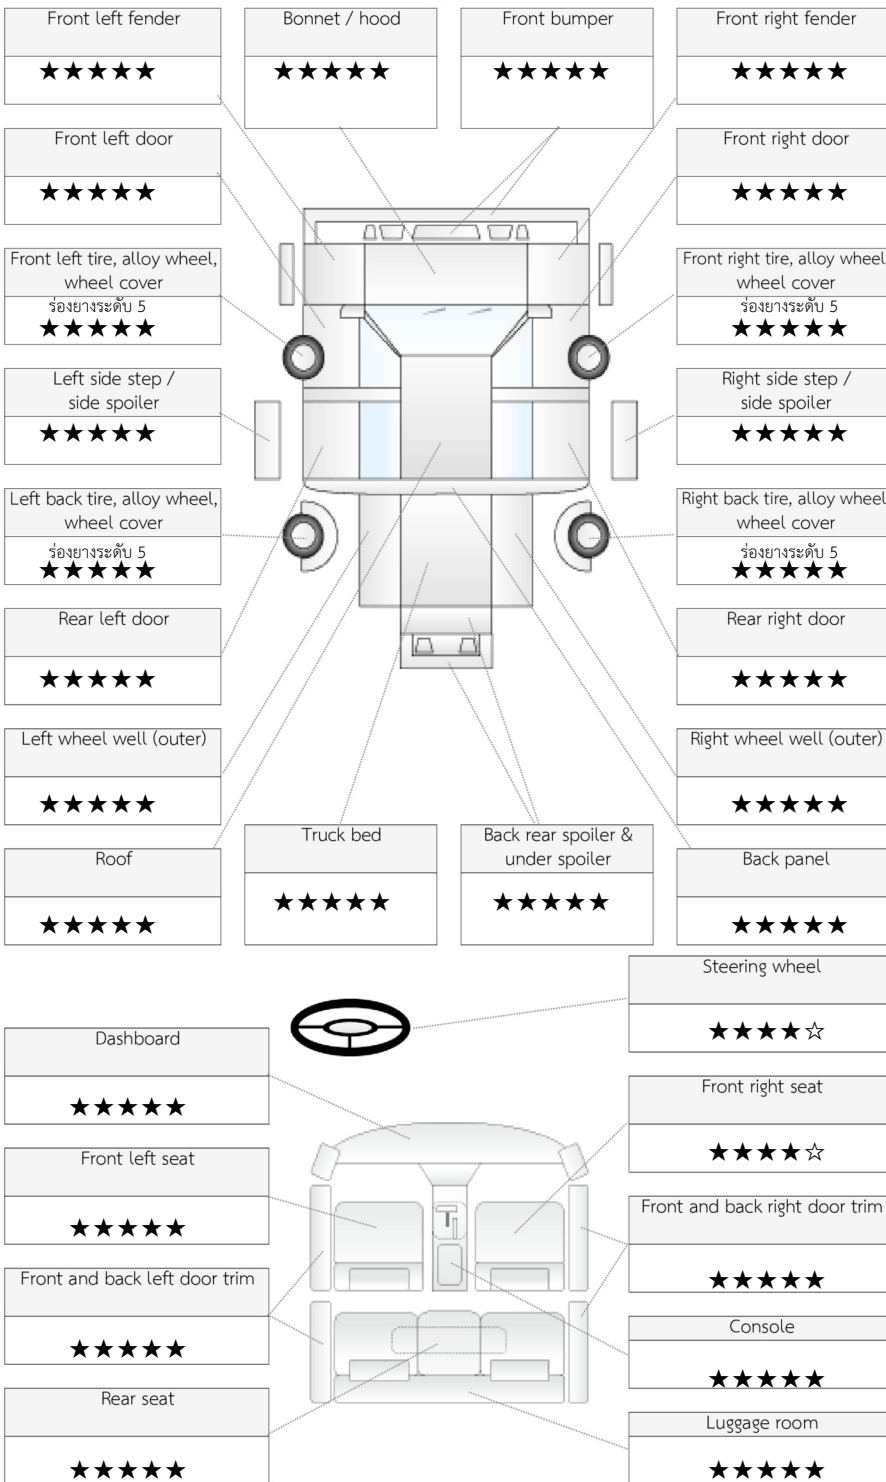 Front left fender
★★★★★
Bonnet / hood
★★★★★
Front bumper
★★★★★
Front right fender
★★★★★
Front left door
★★★★★
Front right door
★★★★★
Front left tire, alloy wheel,
wheel cover
ร่องยางระดับ 5
★★★★★
Front right tire, alloy wheel
wheel cover
ร่องยางระดับ 5
★★★★★
Left side step /
side spoiler
★★★★★
Right side step /
side spoiler
★★★★★
Left back tire, alloy wheel,
wheel cover
ร่องยางระดับ 5
★★★★★
Right back tire, alloy wheel
wheel cover
ร่องยางระดับ 5
★★★★★
Rear left door
★★★★★
Rear right door
★★★★★
Left wheel well (outer)
★★★★★
Right wheel well (outer)
★★★★★
Roof
★★★★★
Truck bed
★★★★★
Back rear spoiler &
under spoiler
★★★★★
Back panel
★★★★★
Steering wheel
★★★★☆
Dashboard
★★★★★
Front right seat
★★★★☆
Front left seat
★★★★★
Front and back right door trim
★★★★★
Front and back left door trim
★★★★★
Console
★★★★★
Rear seat
★★★★★
Luggage room
★★★★★